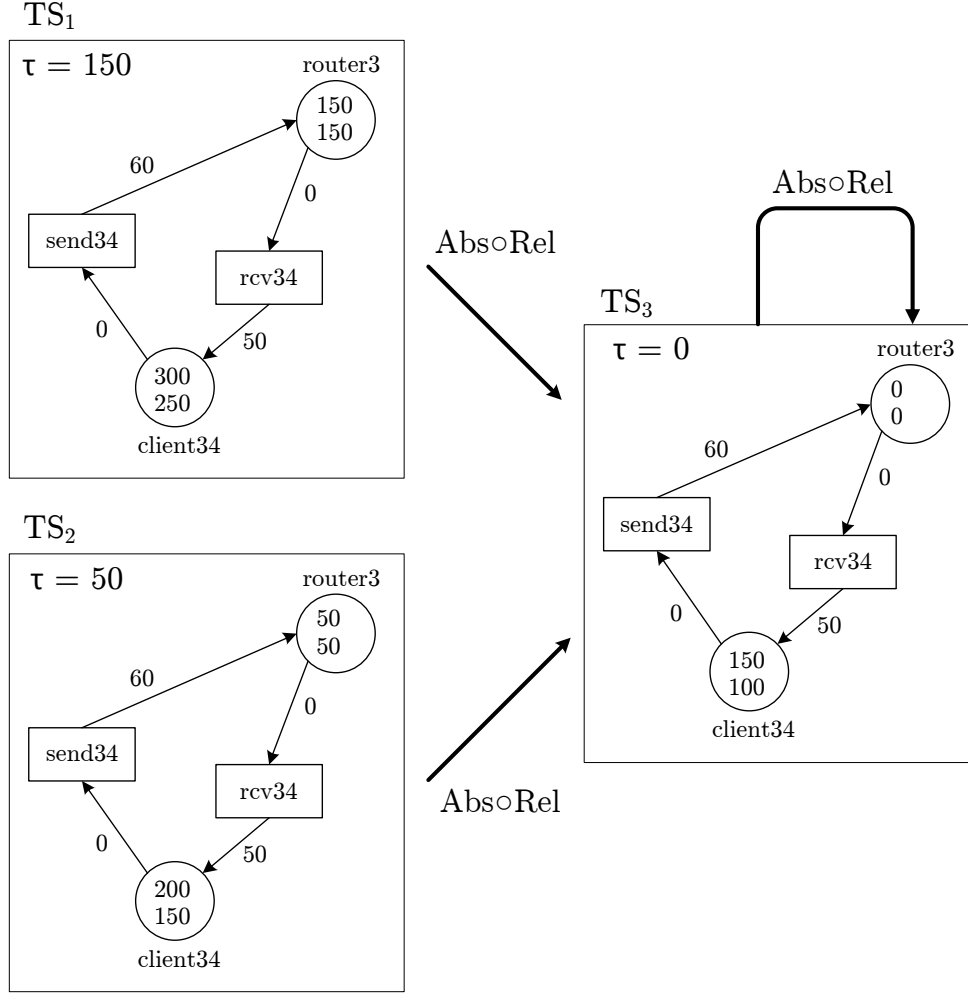 TS₁
τ = 150
router3
150
150
60
0
send34
rcv34
0
50
300
250
client34
Abs∘Rel
TS₂
τ = 50
router3
50
50
60
0
send34
rcv34
0
50
200
150
client34
Abs∘Rel
Abs∘Rel
TS₃
τ = 0
router3
0
0
60
0
send34
rcv34
0
50
150
100
client34